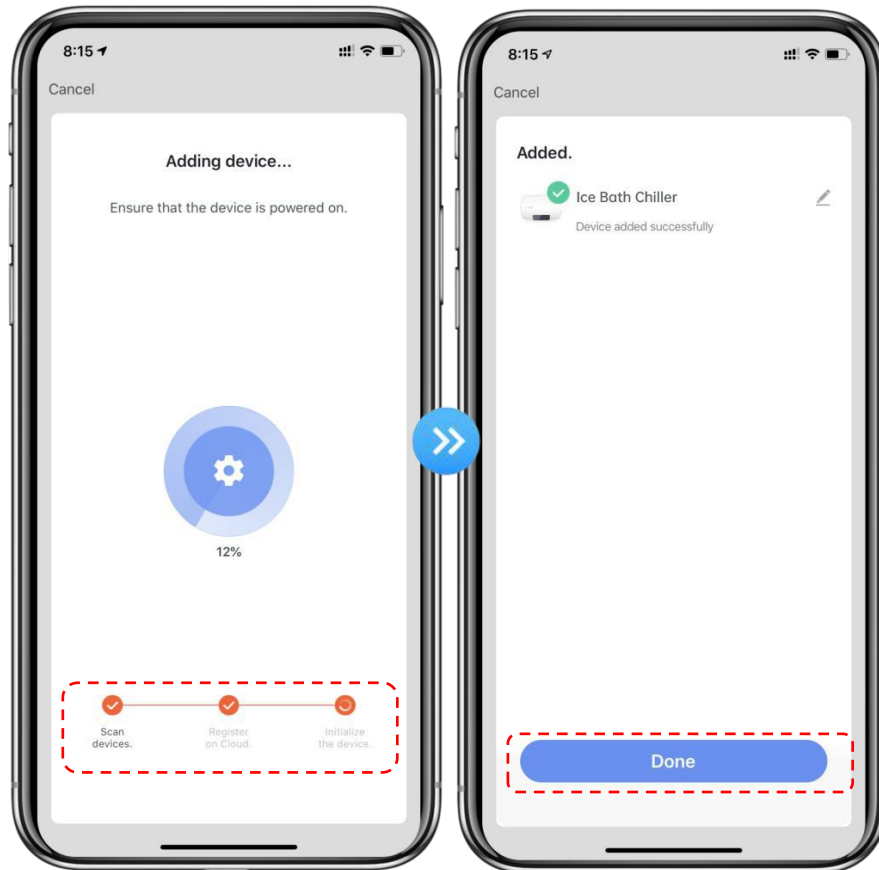 8:15
Cancel
Adding device...
Ensure that the device is powered on.
12%
Scan
devices.
Register
on Cloud.
Initialize
the device.
8:15
Cancel
Added.
Ice Bath Chiller
Device added successfully
Done